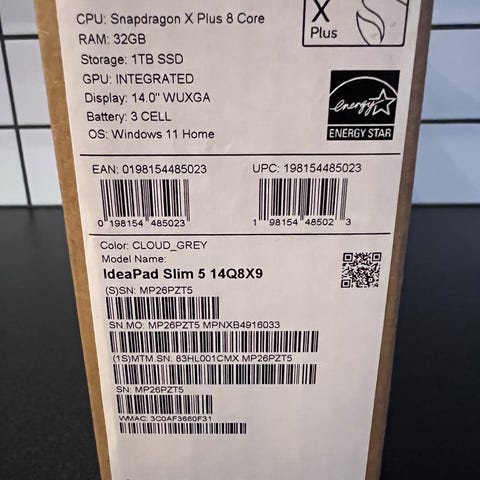 CPU: Snapdragon X Plus 8 Core
RAM: 32GB
Storage: 1TB SSD
GPU: INTEGRATED
Display: 14.0" WUXGA
Battery: 3 CELL
OS: Windows 11 Home
X
Plus
energy
ENERGY STAR
EAN: 0198154485023
0 198154 485023
UPC: 198154485023
1 98154 48502 3
Color: CLOUD_GREY
Model Name:
IdeaPad Slim 5 14Q8X9
(S)SN: MP26PZT5
SN.MO: MP26PZT5 MPNXB4916033
(1S)MTM SN: 83HL001CMX MP26PZT5
SN: MP26PZT5
WMAC: 3C0AF3660F31